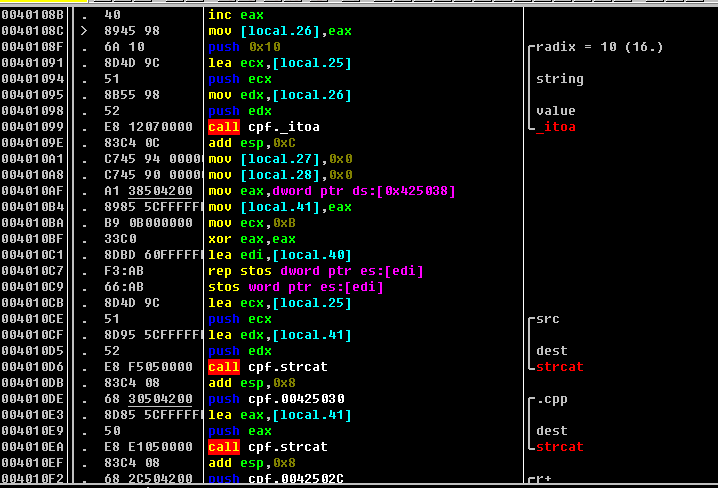 0040108B . 40 inc eax
0040108C > 8945 98 mov [local.26],eax
0040108F . 6A 10 push 0x10 radix = 10 (16.)
00401091 . 8D4D 9C lea ecx,[local.25]
00401094 . 51 push ecx string
00401095 . 8B55 98 mov edx,[local.26]
00401098 . 52 push edx value
00401099 . E8 12070000 call cpf._itoa _itoa
0040109E . 83C4 0C add esp,0xC
004010A1 . C745 94 00000 mov [local.27],0x0
004010A8 . C745 90 00000 mov [local.28],0x0
004010AF . A1 38504200 mov eax,dword ptr ds:[0x425038]
004010B4 . 8985 5CFFFFFF mov [local.41],eax
004010BA . B9 0B000000 mov ecx,0xB
004010BF . 33C0 xor eax,eax
004010C1 . 8DBD 60FFFFFF lea edi,[local.40]
004010C7 . F3:AB rep stos dword ptr es:[edi]
004010C9 . 66:AB stos word ptr es:[edi]
004010CB . 8D4D 9C lea ecx,[local.25]
004010CE . 51 push ecx src
004010CF . 8D95 5CFFFFFF lea edx,[local.41]
004010D5 . 52 push edx dest
004010D6 . E8 F5050000 call cpf.strcat strcat
004010DB . 83C4 08 add esp,0x8
004010DE . 68 30504200 push cpf.00425030 .cpp
004010E3 . 8D85 5CFFFFFF lea eax,[local.41]
004010E9 . 50 push eax dest
004010EA . E8 E1050000 call cpf.strcat strcat
004010EF . 83C4 08 add esp,0x8
004010F2 . 68 2C504200 push cpf.0042502C r+